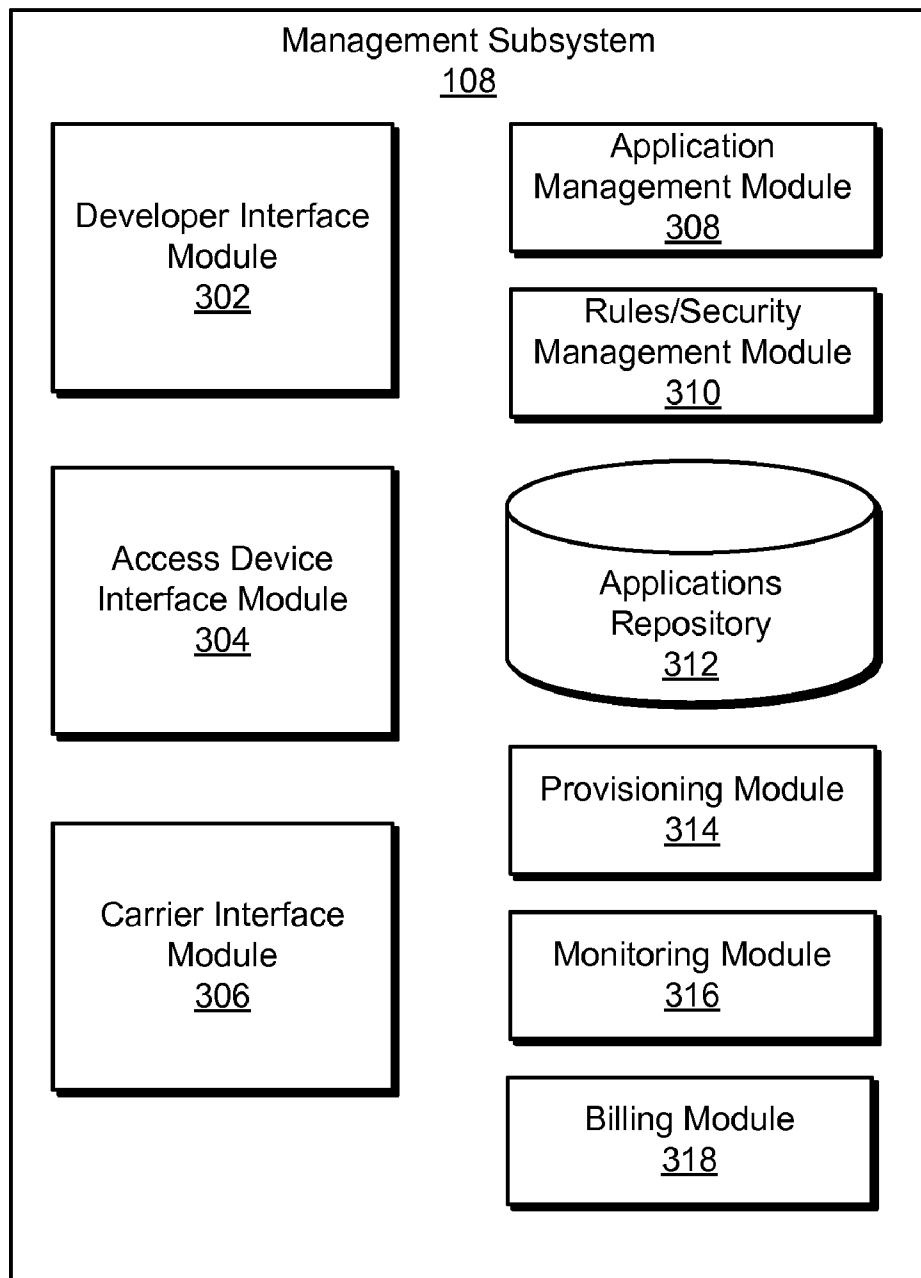 Management Subsystem
108
Developer Interface
Module
302
Access Device
Interface Module
304
Carrier Interface
Module
306
Application
Management Module
308
Rules/Security
Management Module
310
Applications
Repository
312
Provisioning Module
314
Monitoring Module
316
Billing Module
318